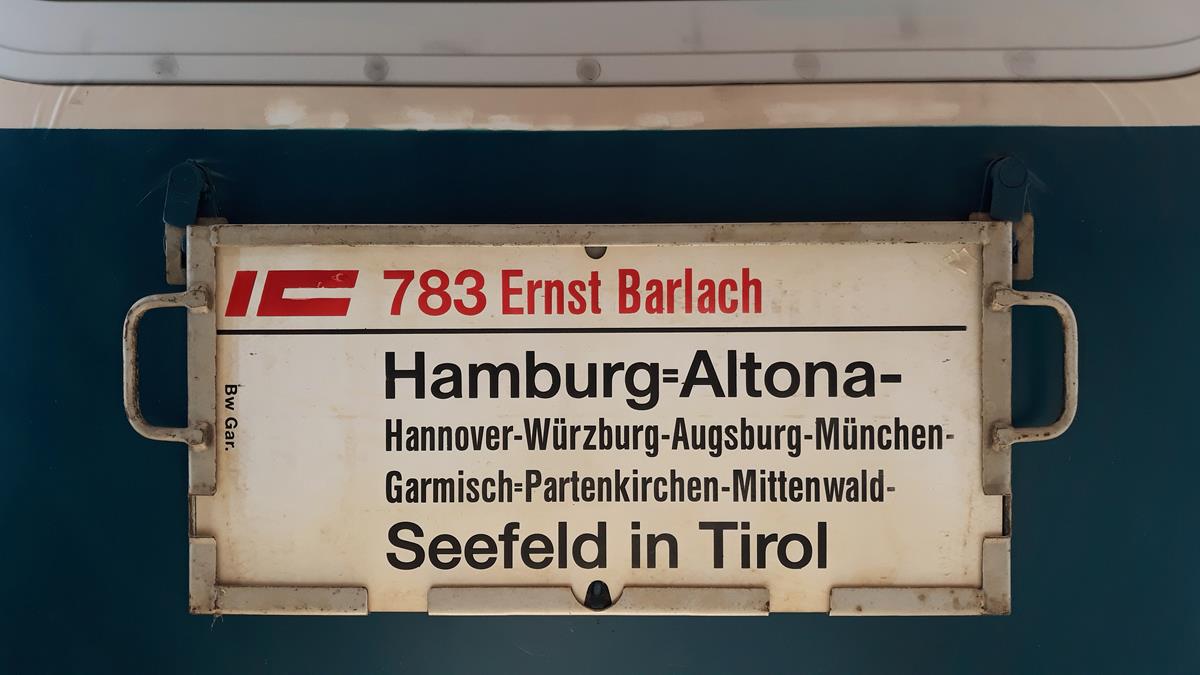 IC 783 Ernst Barlach
Hamburg=Altona-
Hannover-Würzburg-Augsburg-München-
Garmisch=Partenkirchen-Mittenwald-
Seefeld in Tirol
Bw Gar.